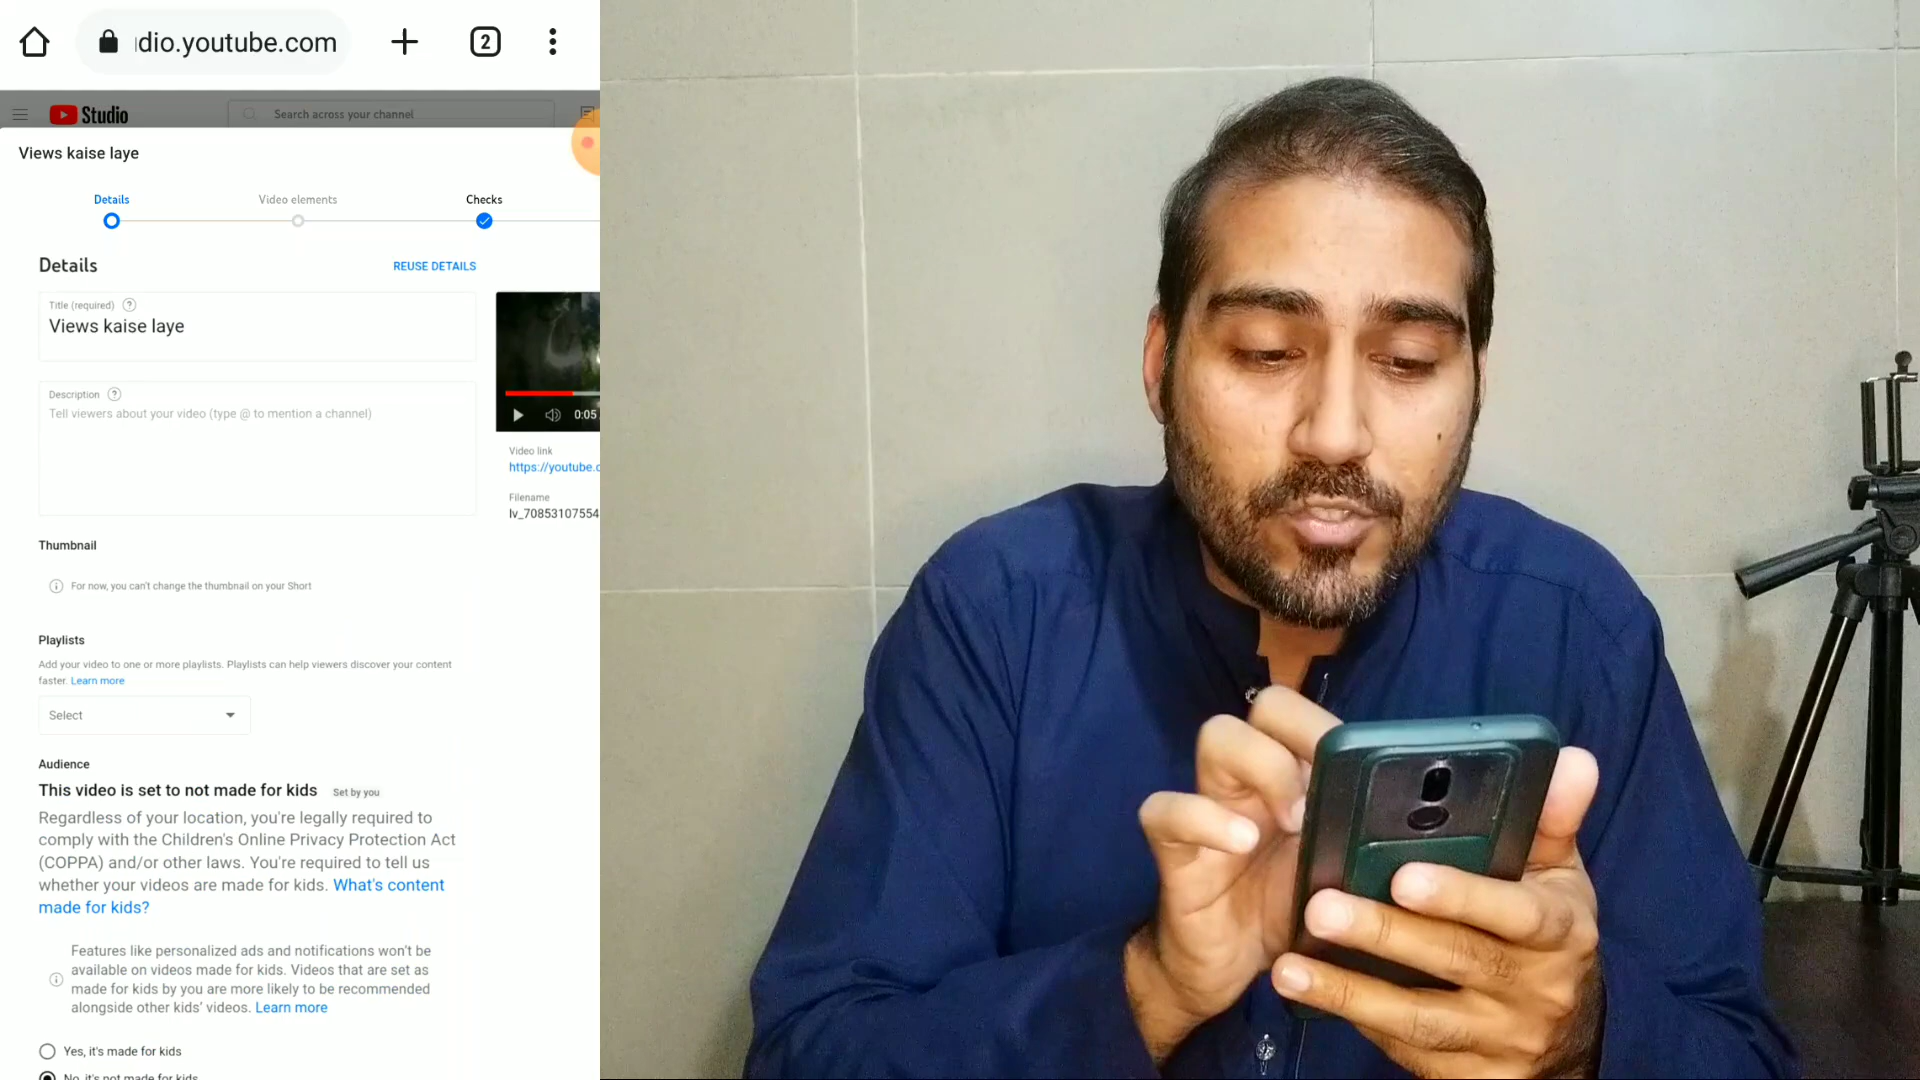 dio.youtube.com
2
Studio
Search across your channel
Views kaise laye
Details
Video elements
Checks
Details
REUSE DETAILS
Title (required)
Views kaise laye
Description
Tell viewers about your video (type @ to mention a channel)
0:05
Video link
https://youtube.c
Filename
lv_70853107554
Thumbnail
For now, you can't change the thumbnail on your Short
Playlists
Add your video to one or more playlists. Playlists can help viewers discover your content
faster. Learn more
Select
Audience
This video is set to not made for kids Set by you
Regardless of your location, you're legally required to
comply with the Children's Online Privacy Protection Act
(COPPA) and/or other laws. You're required to tell us
whether your videos are made for kids. What's content
made for kids?
Features like personalized ads and notifications won't be
available on videos made for kids. Videos that are set as
made for kids by you are more likely to be recommended
alongside other kids' videos. Learn more
Yes, it's made for kids
No, it's not made for kids